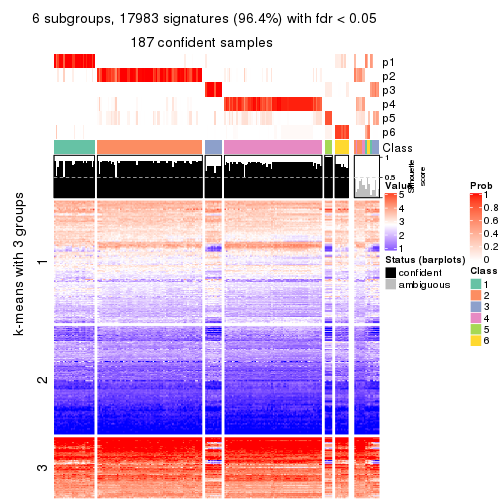 6 subgroups, 17983 signatures (96.4%) with fdr < 0.05
187 confident samples
p1
p2
p3
p4
p5
p6
Class
1
0.5
0
Silhouette
score
k-means with 3 groups
1
2
3
Value
5
4
3
2
1
Status (barplots)
confident
ambiguous
Prob
1
0.8
0.6
0.4
0.2
0
Class
1
2
3
4
5
6